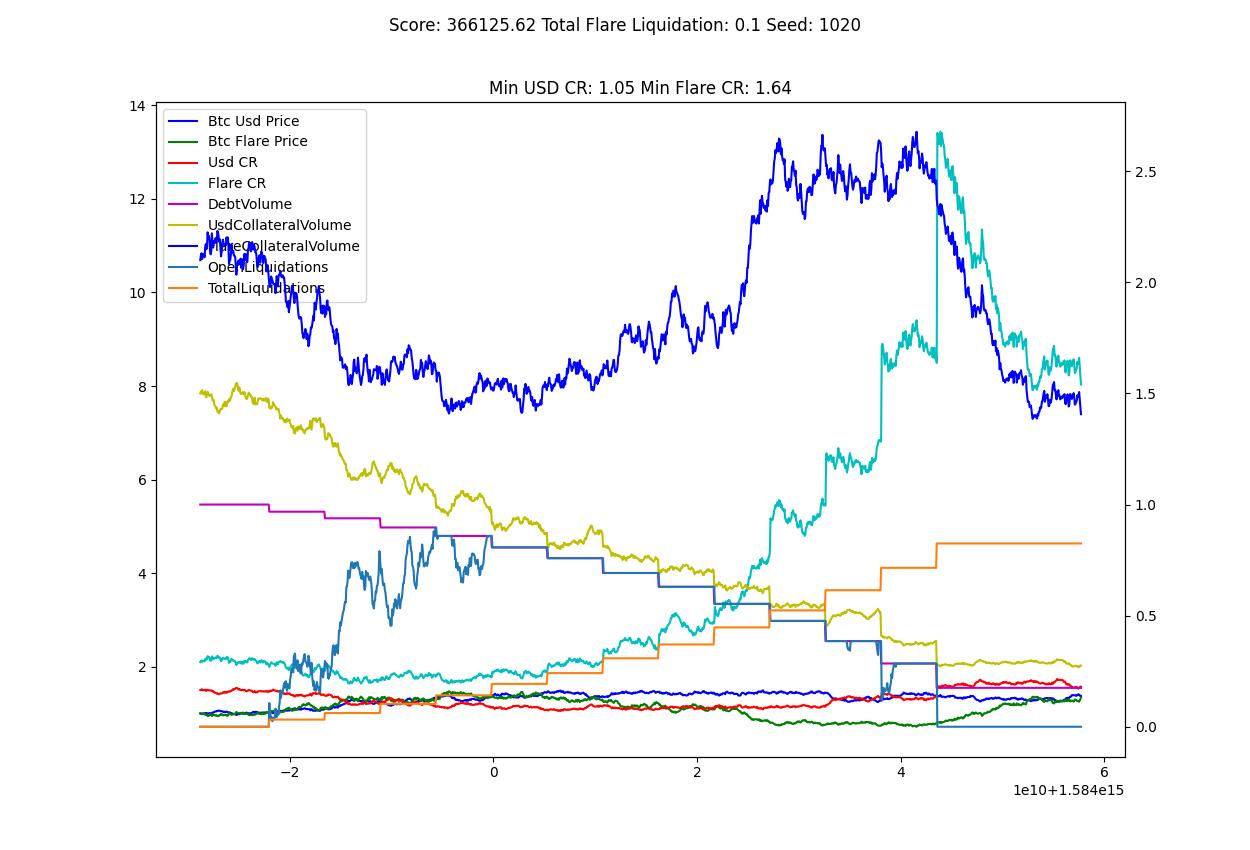 Score: 366125.62 Total Flare Liquidation: 0.1 Seed: 1020
Min USD CR: 1.05 Min Flare CR: 1.64
14
12
10
8
6
4
2
Btc Usd Price
Btc Flare Price
Usd CR
Flare CR
DebtVolume
UsdCollateralVolume
FlareCollateralVolume
OpenLiquidations
TotalLiquidations
2.5
2.0
1.5
1.0
0.5
0.0
−2
0
2
4
6
1e10+1.584e15